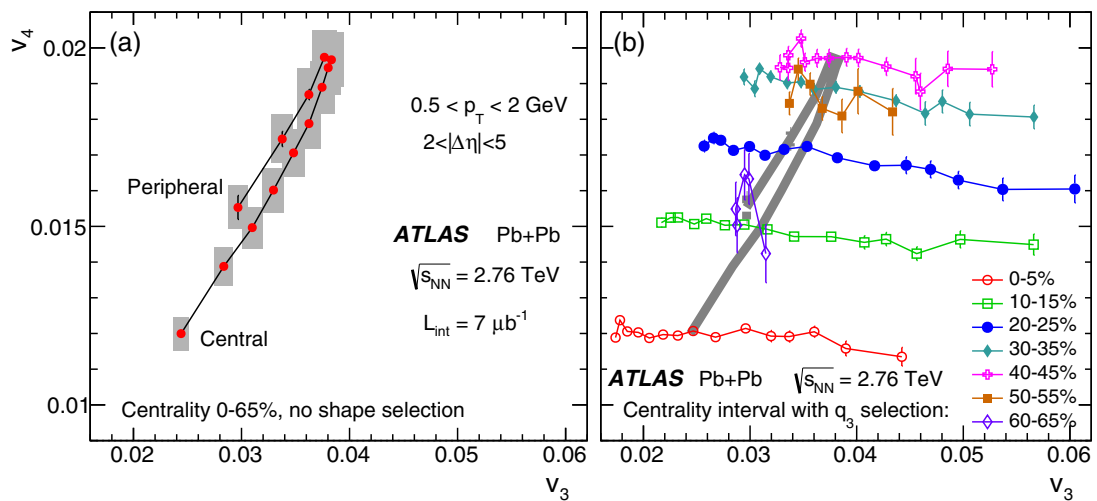 v₄
0.02
0.015
0.01
(a)
0.5 < p_T < 2 GeV
2<|Δη|<5
Peripheral
ATLAS Pb+Pb
√s_NN = 2.76 TeV
L_int = 7 μb⁻¹
Central
Centrality 0-65%, no shape selection
0.02 0.03 0.04 0.05 0.06
v₃
(b)
0-5%
10-15%
20-25%
30-35%
40-45%
50-55%
60-65%
ATLAS Pb+Pb √s_NN = 2.76 TeV
Centrality interval with q₃ selection:
0.02 0.03 0.04 0.05 0.06
v₃